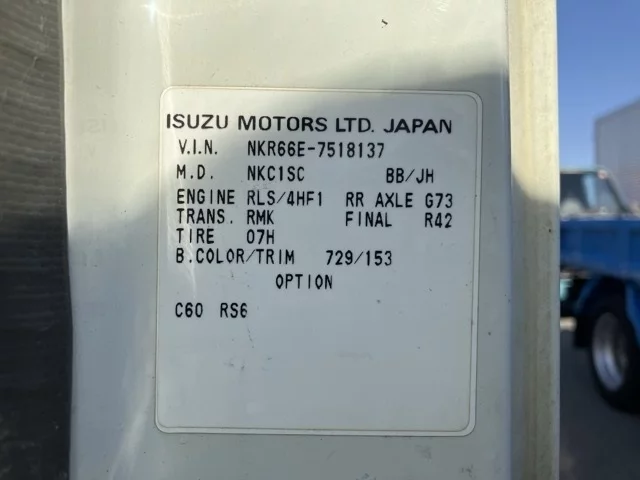 ISUZU MOTORS LTD. JAPAN
V.I.N. NKR66E-7518137
M.D. NKC1SC BB/JH
ENGINE RLS/4HF1 RR AXLE G73
TRANS. RMK FINAL R42
TIRE 07H
B.COLOR/TRIM 729/153
OPTION
C60 RS6